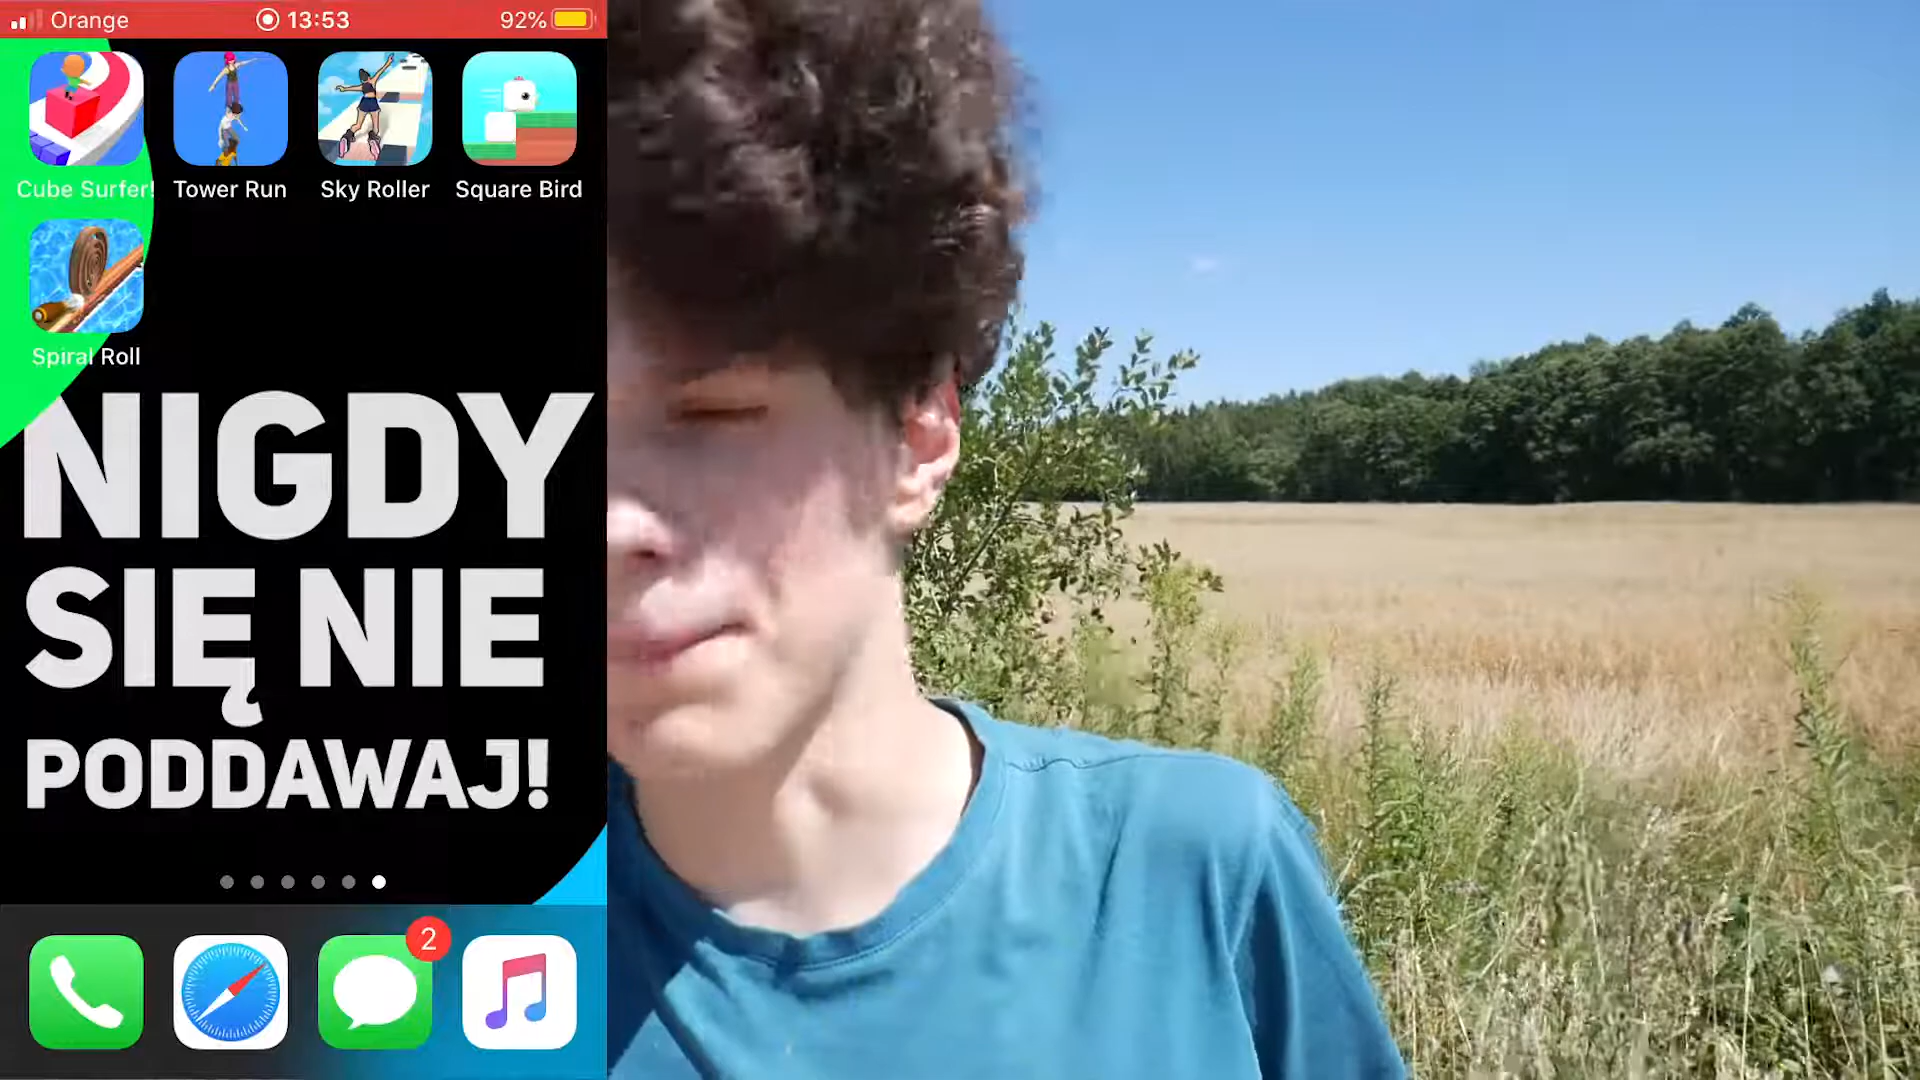 Orange 13:53 92%
Cube Surfer! Tower Run Sky Roller Square Bird
Spiral Roll
NIGDY
SIĘ NIE
PODDAWAJ!
2